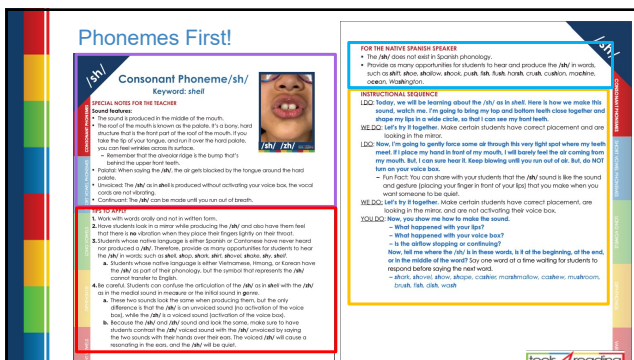 Phonemes First!
/sh/
Consonant Phoneme/sh/
Keyword: shell
SPECIAL NOTES FOR THE TEACHER
Sound features:
• The sound is produced in the middle of the mouth.
• The roof of the mouth is known as the palate. It's a bony, hard
structure that is the front part of the roof of the mouth. If you
take the tip of your tongue, and run it over the hard palate,
you can feel wrinkles across its surface.
– Remember that the alveolar ridge is the bump that's
behind the upper front teeth.
• Palatal: When saying the /sh/, the air gets blocked by the tongue around the hard
palate.
• Unvoiced: The /sh/ as in shell is produced without activating your voice box, the vocal
cords are not vibrating.
• Continuant: The /sh/ can be made until you run out of breath.
/sh/ /zh/
TIPS TO APPLY
1. Work with words orally and not in written form.
2. Have students look in a mirror while producing the /sh/ and also have them feel
that there is no vibration when they place their fingers lightly on their throat.
3. Students whose native language is either Spanish or Cantonese have never heard
nor produced a /sh/. Therefore, provide as many opportunities for students to hear
the /sh/ in words; such as shell, shop, shark, shirt, shovel, shake, shy, shelf.
a. Students whose native language is either Vietnamese, Hmong, or Korean have
the /sh/ as part of their phonology, but the symbol that represents the /sh/
cannot transfer to English.
4. Be careful. Students can confuse the articulation of the /sh/ as in shell with the /zh/
as in the medial sound in measure or the initial sound in genre.
a. These two sounds look the same when producing them, but the only
difference is that the /sh/ is an unvoiced sound (no activation of the voice
box), while the /zh/ is a voiced sound (activation of the voice box).
b. Because the /sh/ and /zh/ sound and look the same, make sure to have
students contrast the /zh/ voiced sound with the /sh/ unvoiced by saying
the two sounds with their hands over their ears. The voiced /zh/ will cause a
resonating in the ears, and the /sh/ will be quiet.
/sh/
FOR THE NATIVE SPANISH SPEAKER
• The /sh/ does not exist in Spanish phonology.
• Provide as many opportunities for students to hear and produce the /sh/ in words,
such as shift, shoe, shallow, shook, push, fish, flush, harsh, crush, cushion, machine,
ocean, Washington.
INSTRUCTIONAL SEQUENCE
I DO: Today, we will be learning about the /sh/ as in shell. Here is how we make this
sound, watch me. I'm going to bring my top and bottom teeth close together and
shape my lips in a wide circle, so that I can see my front teeth.
WE DO: Let's try it together. Make certain students have correct placement and are
looking in the mirror.
I DO: Now, I'm going to gently force some air through this very tight spot where my teeth
meet. If I place my hand in front of my mouth, I will barely feel the air coming from
my mouth. But, I can sure hear it. Keep blowing until you run out of air. But, do NOT
turn on your voice box.
– Fun Fact: You can share with your students that the /sh/ sound is like the sound
and gesture (placing your finger in front of your lips) that you make when you
want someone to be quiet.
WE DO: Let's try it together. Make certain students have correct placement, are
looking in the mirror, and are not activating their voice box.
YOU DO: Now, you show me how to make the sound.
– What happened with your lips?
– What happened with your voice box?
– Is the airflow stopping or continuing?
Now, tell me where the /sh/ is in these words, is it at the beginning, at the end,
or in the middle of the word? Say one word at a time waiting for students to
respond before saying the next word.
– shark, shovel, show, shape, cashier, marshmallow, cashew, mushroom,
brush, fish, dish, wash
CONSONANT PHONEMES